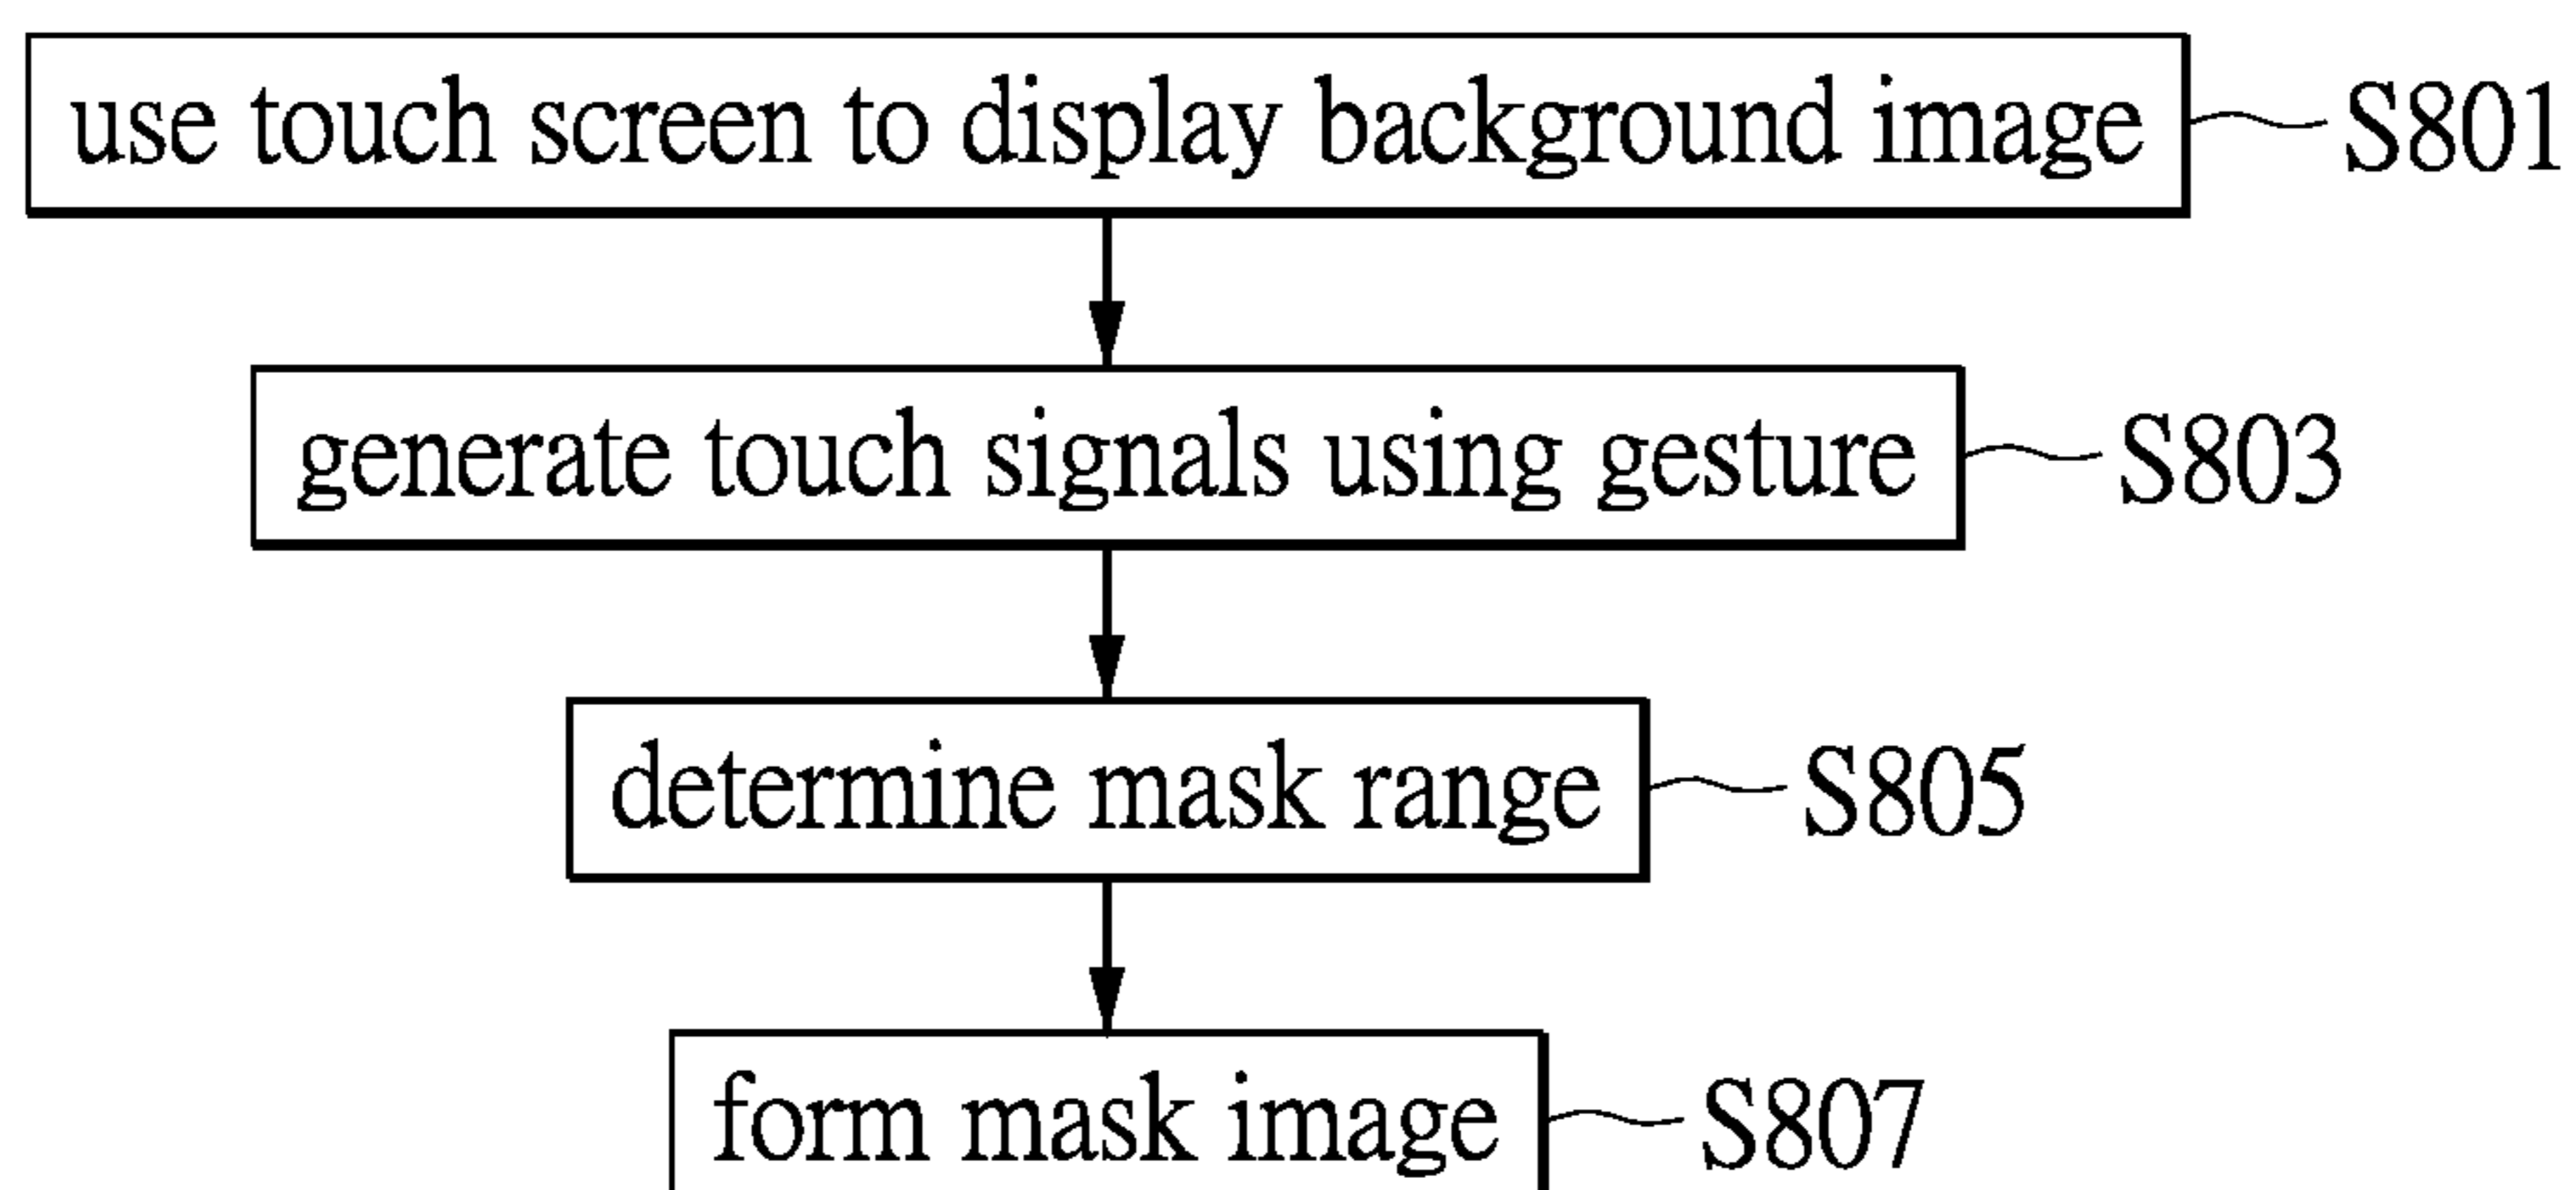 use touch screen to display background image S801
generate touch signals using gesture S803
determine mask range S805
form mask image S807